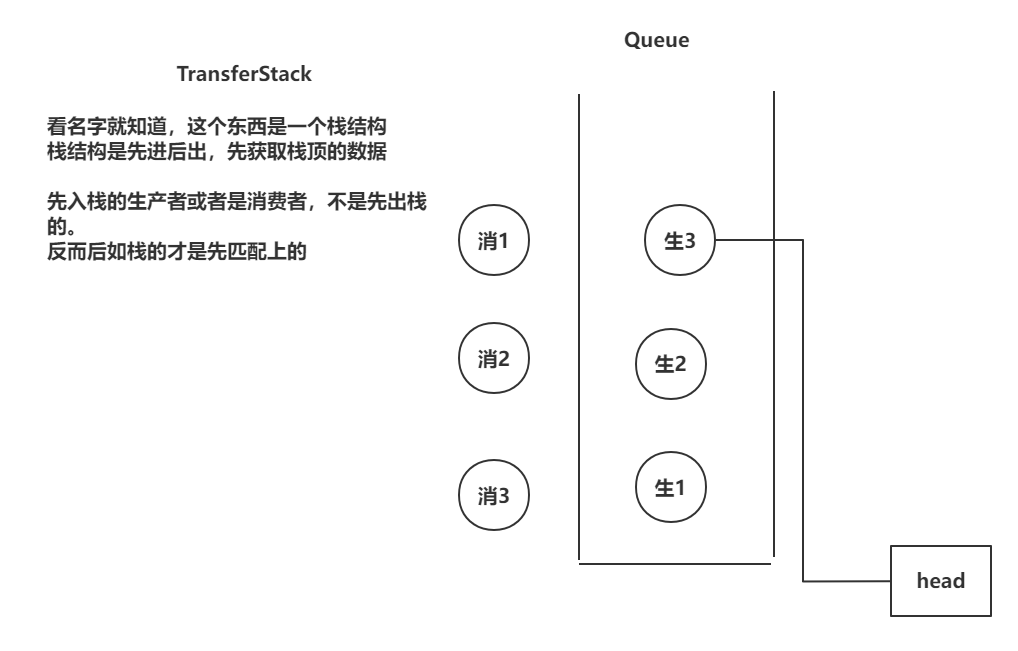 Queue
TransferStack
看名字就知道，这个东西是一个栈结构
栈结构是先进后出，先获取栈顶的数据
先入栈的生产者或者是消费者，不是先出栈
的。
反而后如栈的才是先匹配上的
消1
生3
消2
生2
消3
生1
head